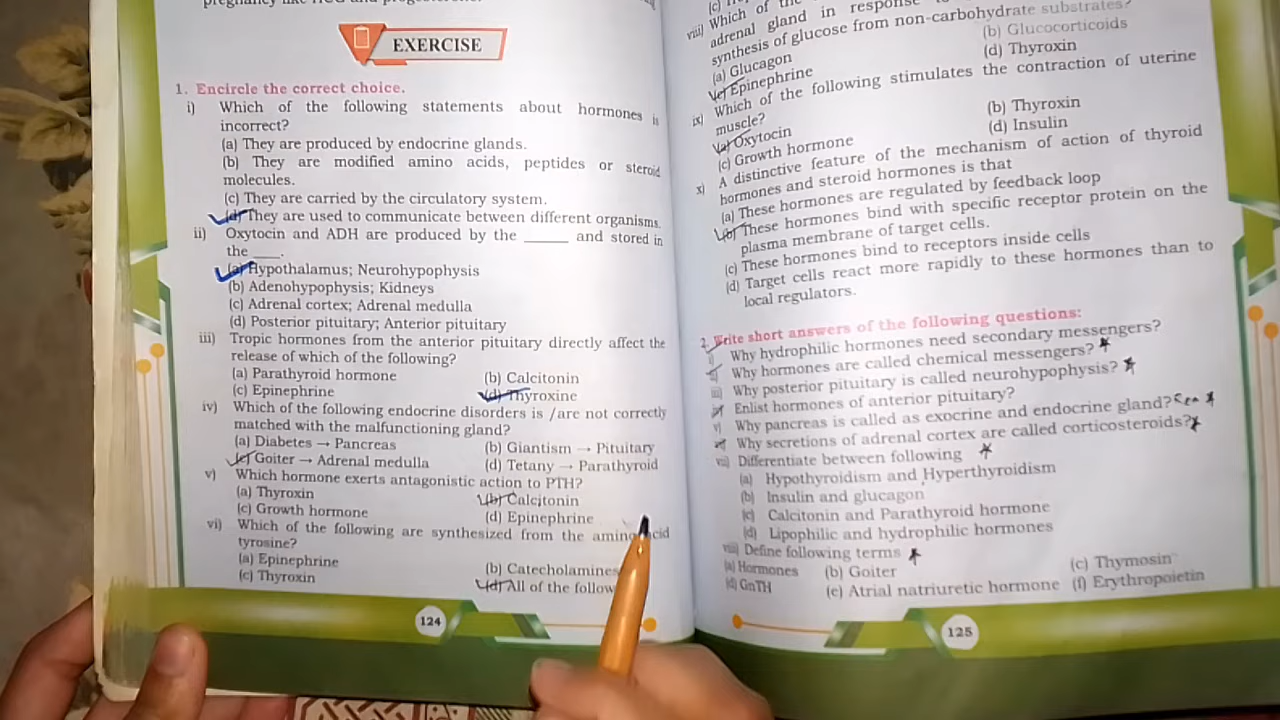 EXERCISE
1. Encircle the correct choice.
i) Which of the following statements about hormones is
incorrect?
(a) They are produced by endocrine glands.
(b) They are modified amino acids, peptides or steroid
molecules.
(c) They are carried by the circulatory system.
(d) They are used to communicate between different organisms.
ii) Oxytocin and ADH are produced by the _____ and stored in
the ___.
(a) Hypothalamus; Neurohypophysis
(b) Adenohypophysis; Kidneys
(c) Adrenal cortex; Adrenal medulla
(d) Posterior pituitary; Anterior pituitary
iii) Tropic hormones from the anterior pituitary directly affect the
release of which of the following?
(a) Parathyroid hormone (b) Calcitonin
(c) Epinephrine (d) Thyroxine
iv) Which of the following endocrine disorders is /are not correctly
matched with the malfunctioning gland?
(a) Diabetes → Pancreas (b) Giantism → Pituitary
(c) Goiter → Adrenal medulla (d) Tetany → Parathyroid
v) Which hormone exerts antagonistic action to PTH?
(a) Thyroxin (b) Calcitonin
(c) Growth hormone (d) Epinephrine
vi) Which of the following are synthesized from the amino acid
tyrosine?
(a) Epinephrine (b) Catecholamines
(c) Thyroxin (d) All of the
124
viii) Which of the
adrenal gland in response
synthesis of glucose from non-carbohydrate substrates?
(a) Glucagon (b) Glucocorticoids
(c) Epinephrine (d) Thyroxin
ix) Which of the following stimulates the contraction of uterine
muscle?
(a) Oxytocin (b) Thyroxin
(c) Growth hormone (d) Insulin
x) A distinctive feature of the mechanism of action of thyroid
hormones and steroid hormones is that
(a) These hormones are regulated by feedback loop
(b) These hormones bind with specific receptor protein on the
plasma membrane of target cells.
(c) These hormones bind to receptors inside cells
(d) Target cells react more rapidly to these hormones than to
local regulators.
2. Write short answers of the following questions:
i) Why hydrophilic hormones need secondary messengers?
ii) Why hormones are called chemical messengers?
iii) Why posterior pituitary is called neurohypophysis?
iv) Enlist hormones of anterior pituitary?
v) Why pancreas is called as exocrine and endocrine gland?
vi) Why secretions of adrenal cortex are called corticosteroids?
vii) Differentiate between following
(a) Hypothyroidism and Hyperthyroidism
(b) Insulin and glucagon
(c) Calcitonin and Parathyroid hormone
(d) Lipophilic and hydrophilic hormones
viii) Define following terms
(a) Hormones (b) Goiter (c) Thymosin
(d) GnTH (e) Atrial natriuretic hormone (f) Erythropoietin
125